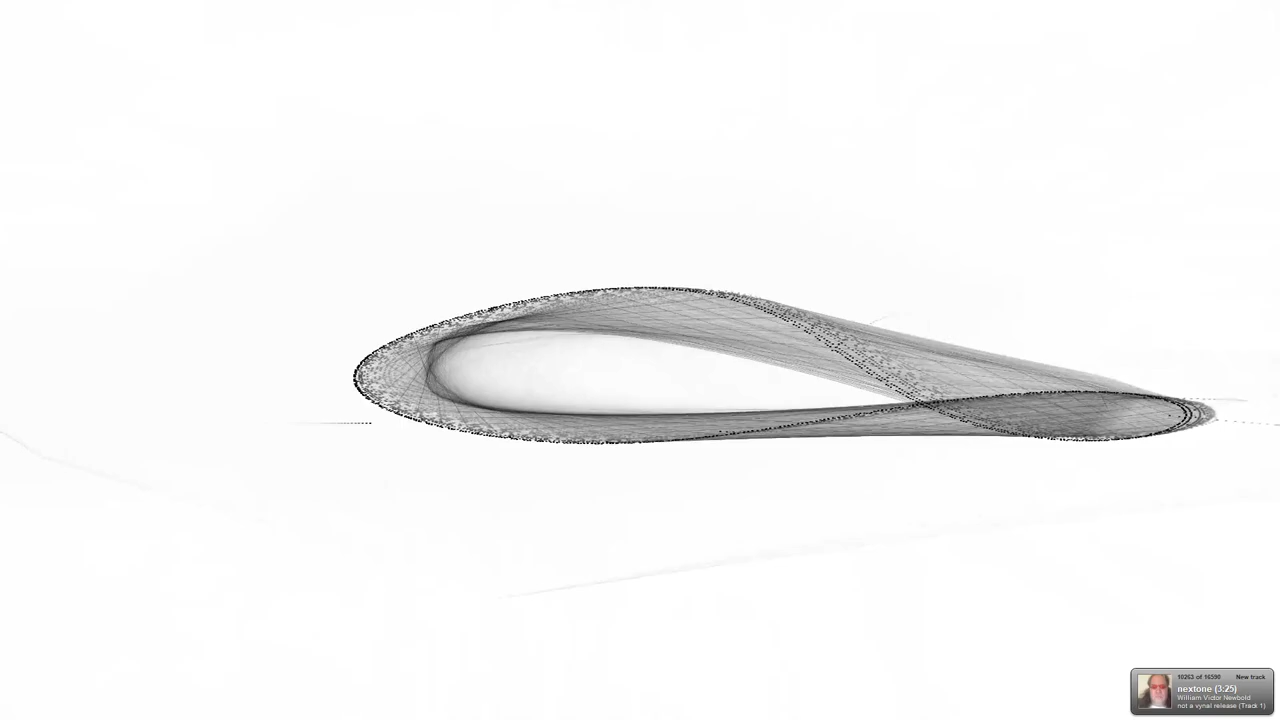 10263 of 16590 New track
nextone (3:25)
William Victor Newbold
not a vynal release (Track 1)